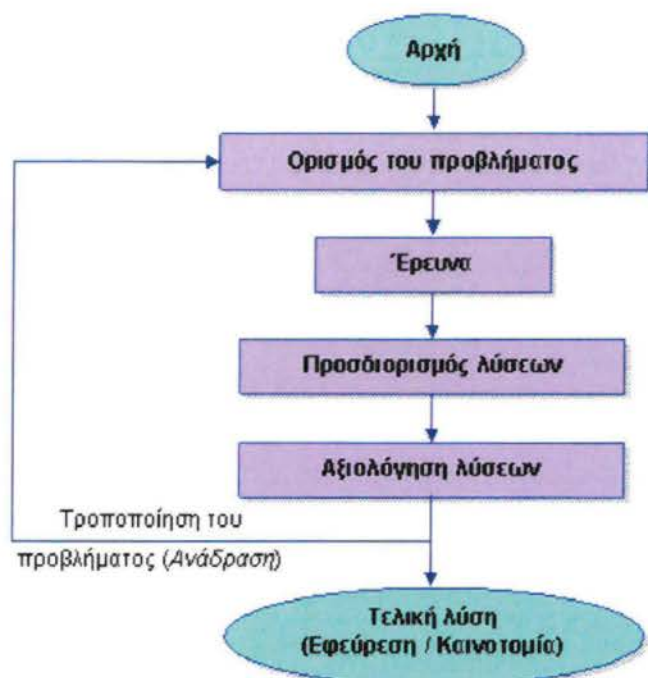 Αρχή
Ορισμός του προβλήματος
Έρευνα
Προσδιορισμός λύσεων
Αξιολόγηση λύσεων
Τροποποίηση του
προβλήματος (Ανάδραση)
Τελική λύση
(Εφεύρεση / Καινοτομία)